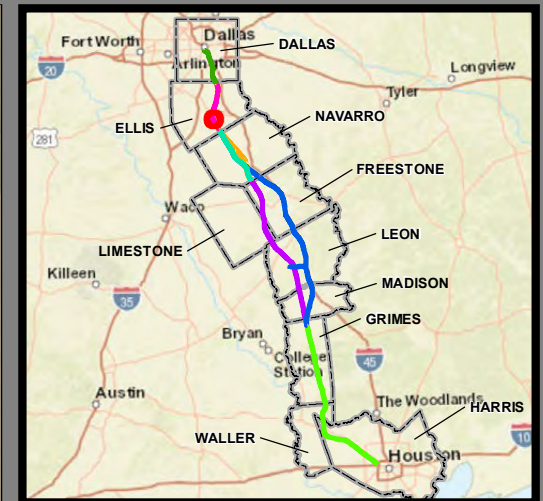 Dallas
DALLAS
Fort Worth
Arlington
20
Longview
Tyler
NAVARRO
ELLIS
281
FREESTONE
Waco
LEON
LIMESTONE
Killeen
MADISON
35
GRIMES
Bryan
College
Station
45
Austin
The Woodlands
HARRIS
WALLER
10
Houston